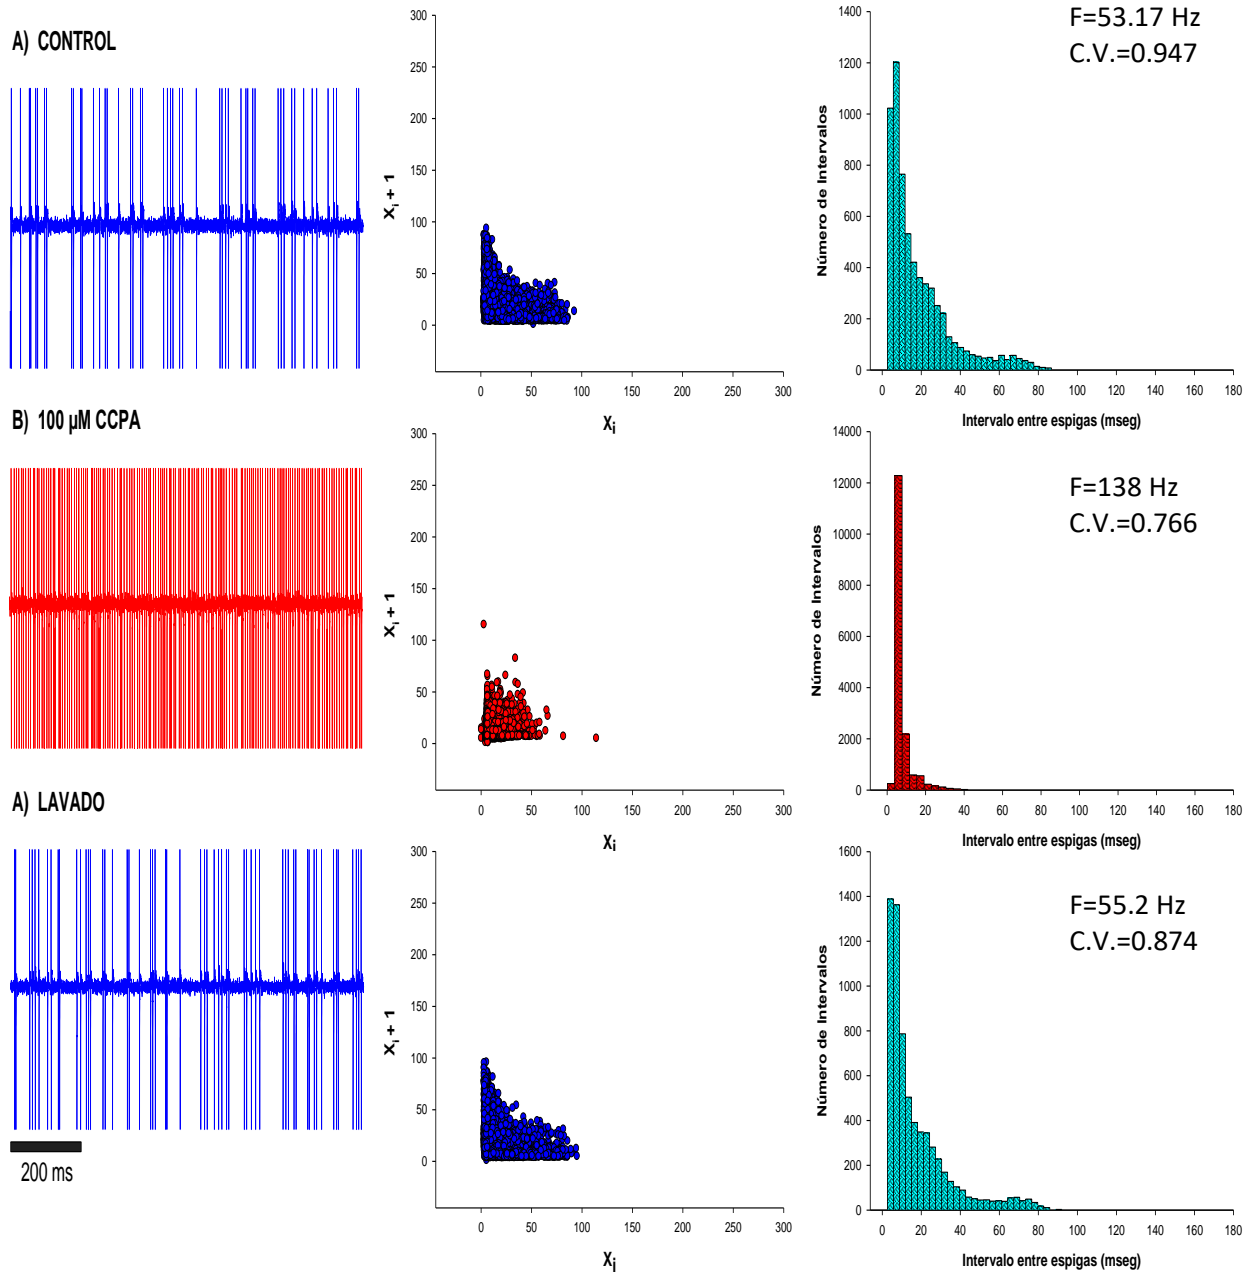 A) CONTROL
300
250
200
150
100
50
0
X i + 1
0 50 100 150 200 250 300
Xi
F=53.17 Hz
C.V.=0.947
1400
1200
1000
800
600
400
200
0
Número de Intervalos
0 20 40 60 80 100 120 140 160 180
Intervalo entre espigas (mseg)
B) 100 µM CCPA
300
250
200
150
100
50
0
X i + 1
0 50 100 150 200 250 300
Xi
F=138 Hz
C.V.=0.766
14000
12000
10000
8000
6000
4000
2000
0
Número de Intervalos
0 20 40 60 80 100 120 140 160 180
Intervalo entre espigas (mseg)
A) LAVADO
200 ms
300
250
200
150
100
50
0
X i + 1
0 50 100 150 200 250 300
Xi
F=55.2 Hz
C.V.=0.874
1600
1400
1200
1000
800
600
400
200
0
Número de Intervalos
0 20 40 60 80 100 120 140 160 180
Intervalo entre espigas (mseg)